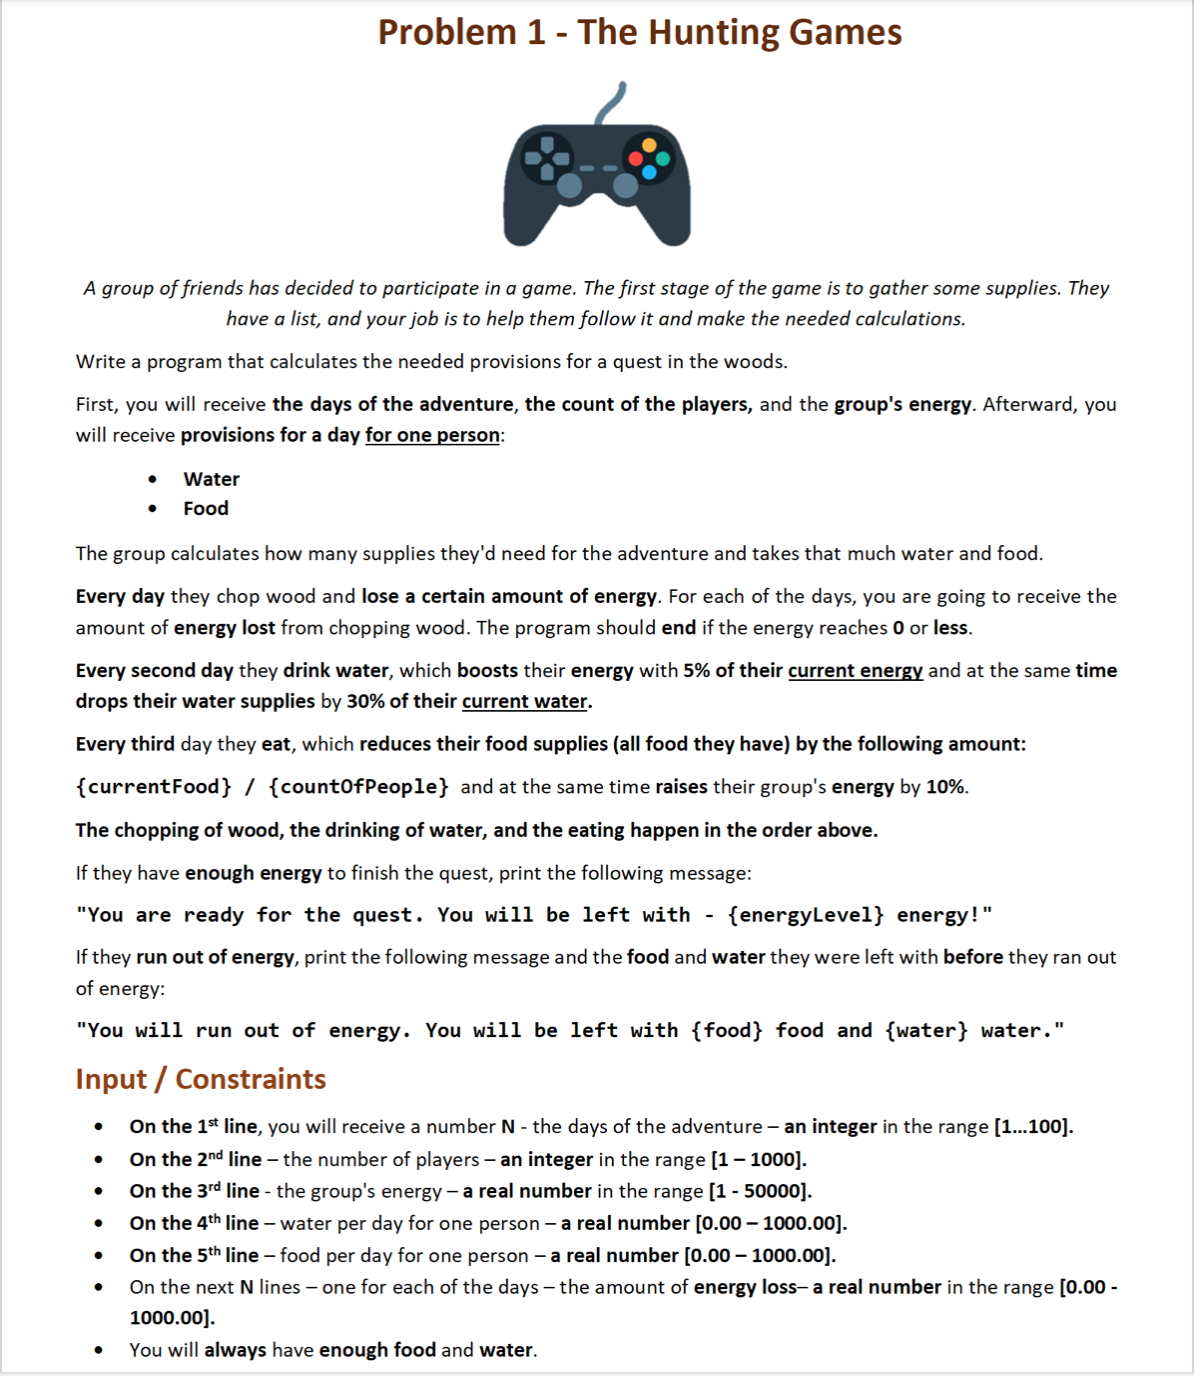 Problem 1 - The Hunting Games
A group of friends has decided to participate in a game. The first stage of the game is to gather some supplies. They
have a list, and your job is to help them follow it and make the needed calculations.
Write a program that calculates the needed provisions for a quest in the woods.
First, you will receive the days of the adventure, the count of the players, and the group's energy. Afterward, you
will receive provisions for a day for one person:
• Water
• Food
The group calculates how many supplies they'd need for the adventure and takes that much water and food.
Every day they chop wood and lose a certain amount of energy. For each of the days, you are going to receive the
amount of energy lost from chopping wood. The program should end if the energy reaches 0 or less.
Every second day they drink water, which boosts their energy with 5% of their current energy and at the same time
drops their water supplies by 30% of their current water.
Every third day they eat, which reduces their food supplies (all food they have) by the following amount:
{currentFood} / {countOfPeople} and at the same time raises their group's energy by 10%.
The chopping of wood, the drinking of water, and the eating happen in the order above.
If they have enough energy to finish the quest, print the following message:
"You are ready for the quest. You will be left with - {energyLevel} energy!"
If they run out of energy, print the following message and the food and water they were left with before they ran out
of energy:
"You will run out of energy. You will be left with {food} food and {water} water."
Input / Constraints
• On the 1st line, you will receive a number N - the days of the adventure – an integer in the range [1…100].
• On the 2nd line – the number of players – an integer in the range [1 – 1000].
• On the 3rd line - the group's energy – a real number in the range [1 - 50000].
• On the 4th line – water per day for one person – a real number [0.00 – 1000.00].
• On the 5th line – food per day for one person – a real number [0.00 – 1000.00].
• On the next N lines – one for each of the days – the amount of energy loss– a real number in the range [0.00 -
1000.00].
• You will always have enough food and water.